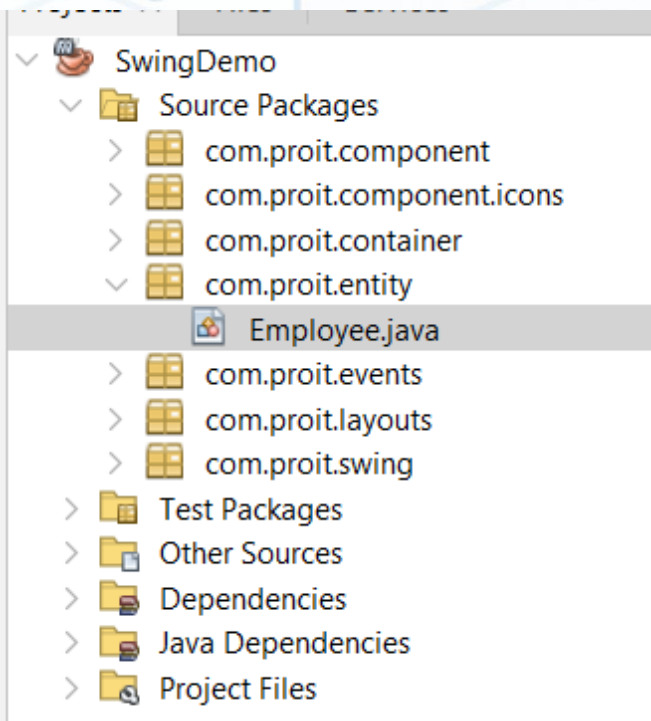 SwingDemo
Source Packages
com.proit.component
com.proit.component.icons
com.proit.container
com.proit.entity
Employee.java
com.proit.events
com.proit.layouts
com.proit.swing
Test Packages
Other Sources
Dependencies
Java Dependencies
Project Files